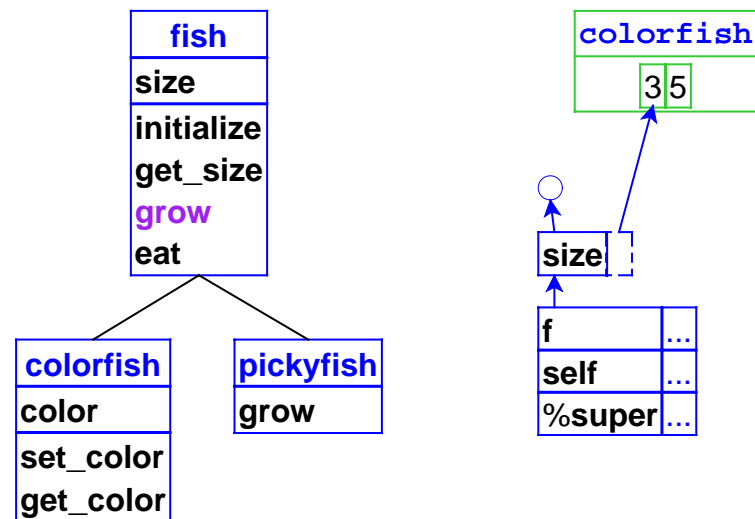 fish
size
initialize
get_size
grow
eat
colorfish
color
set_color
get_color
pickyfish
grow
colorfish
3 5
size
f ...
self ...
%super ...